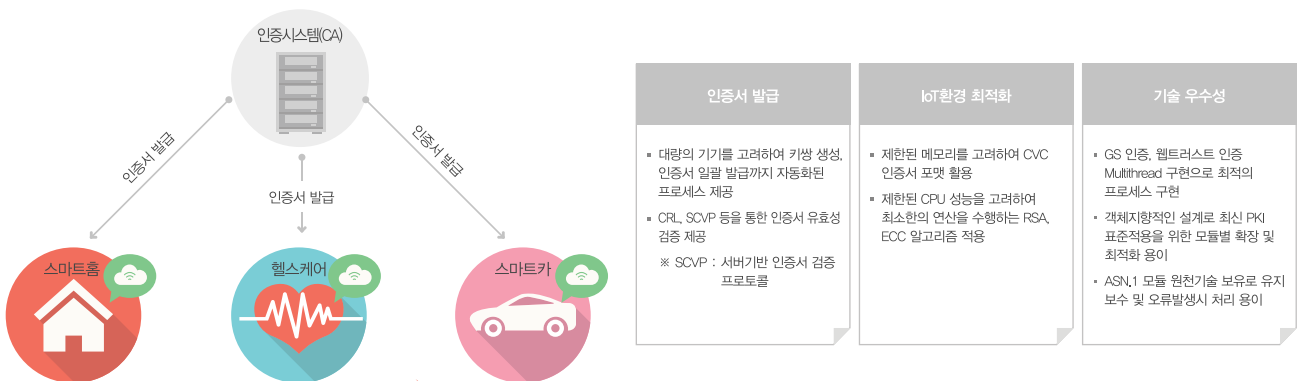 인증시스템(CA)
인증서 발급
인증서 발급
인증서 발급
스마트홈
헬스케어
스마트카
인증서 발급
▪ 대량의 기기를 고려하여 키쌍 생성,
인증서 일괄 발급까지 자동화된
프로세스 제공
▪ CRL, SCVP 등을 통한 인증서 유효성
검증 제공
※ SCVP : 서버기반 인증서 검증
프로토콜
IoT환경 최적화
▪ 제한된 메모리를 고려하여 CVC
인증서 포맷 활용
▪ 제한된 CPU 성능을 고려하여
최소한의 연산을 수행하는 RSA,
ECC 알고리즘 적용
기술 우수성
▪ GS 인증, 웹트러스트 인증
Multithread 구현으로 최적의
프로세스 구현
▪ 객체지향적인 설계로 최신 PKI
표준적용을 위한 모듈별 확장 및
최적화 용이
▪ ASN.1 모듈 원천기술 보유로 유지
보수 및 오류발생시 처리 용이